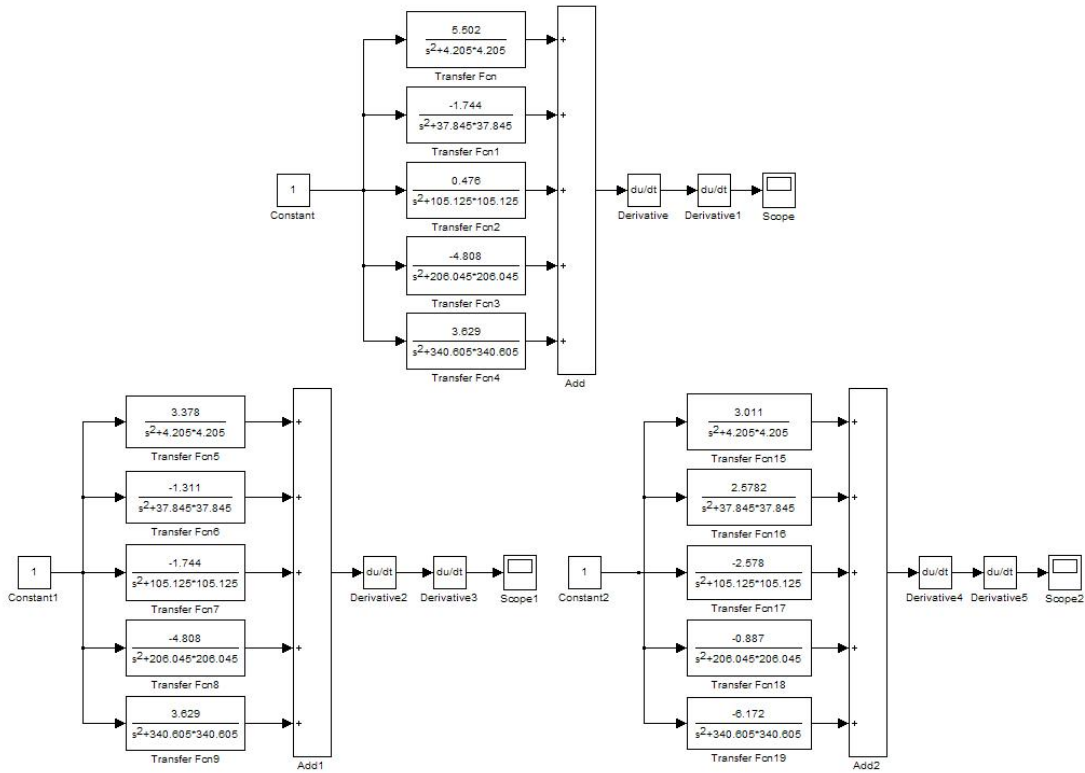 5.502
s2+4.205*4.205
Transfer Fcn
-1.744
s2+37.845*37.845
Transfer Fcn1
1
Constant
0.476
s2+105.125*105.125
Transfer Fcn2
-4.808
s2+206.045*206.045
Transfer Fcn3
3.629
s2+340.605*340.605
Transfer Fcn4
+
+
+
+
+
Add
du/dt
Derivative
du/dt
Derivative1
Scope
3.378
s2+4.205*4.205
Transfer Fcn5
-1.311
s2+37.845*37.845
Transfer Fcn6
1
Constant1
-1.744
s2+105.125*105.125
Transfer Fcn7
-4.808
s2+206.045*206.045
Transfer Fcn8
3.629
s2+340.605*340.605
Transfer Fcn9
+
+
+
+
+
Add1
du/dt
Derivative2
du/dt
Derivative3
Scope1
3.011
s2+4.205*4.205
Transfer Fcn15
2.5782
s2+37.845*37.845
Transfer Fcn16
1
Constant2
-2.578
s2+105.125*105.125
Transfer Fcn17
-0.887
s2+206.045*206.045
Transfer Fcn18
-6.172
s2+340.605*340.605
Transfer Fcn19
+
+
+
+
+
Add2
du/dt
Derivative4
du/dt
Derivative5
Scope2